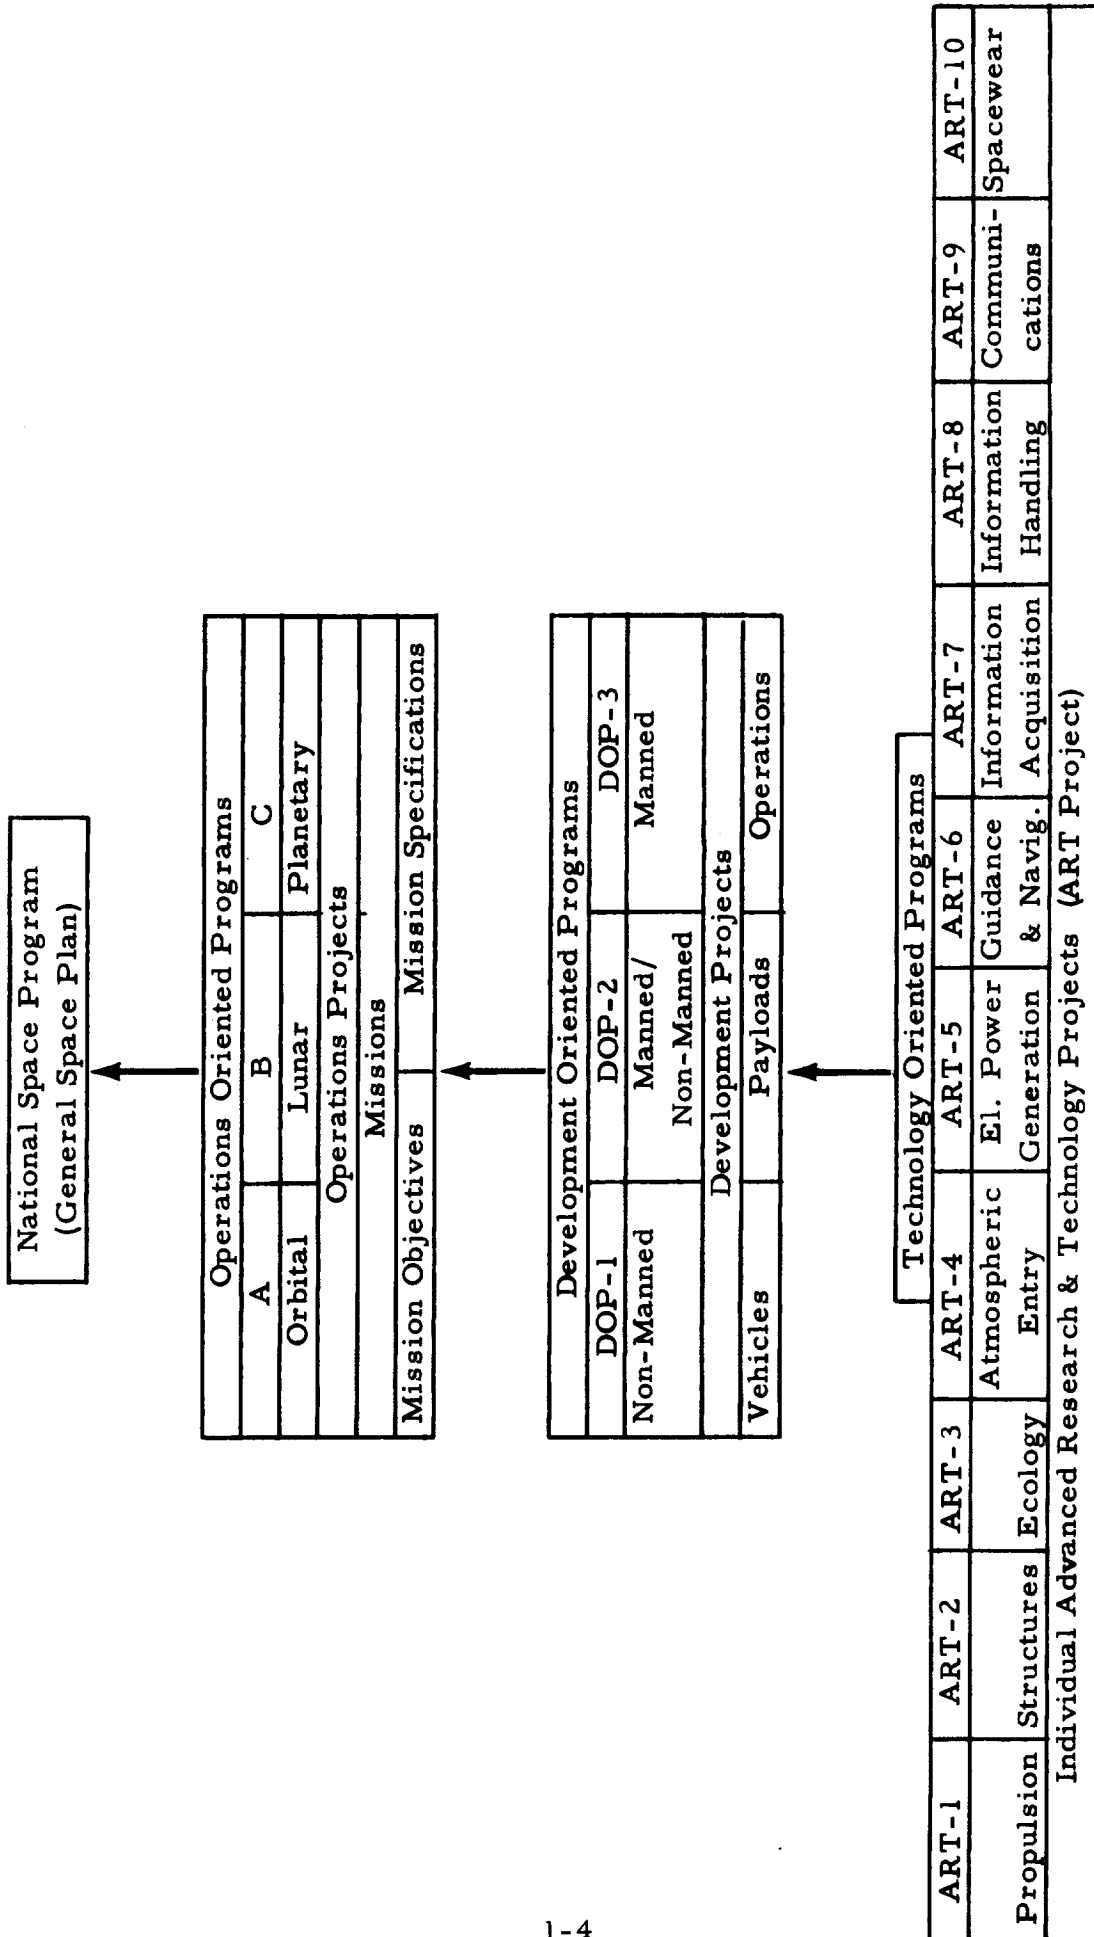 National Space Program
(General Space Plan)
Operations Oriented Programs
A B C
Orbital Lunar Planetary
Operations Projects
Missions
Mission Objectives Mission Specifications
Development Oriented Programs
DOP-1 DOP-2 DOP-3
Non-Manned Manned/ Manned
Non-Manned
Development Projects
Vehicles Payloads Operations
Technology Oriented Programs
ART-1 ART-2 ART-3 ART-4 ART-5 ART-6 ART-7 ART-8 ART-9 ART-10
Atmospheric El. Power Guidance Information Information Communi- Spacewear
Propulsion Structures Ecology Entry Generation & Navig. Acquisition Handling cations
Individual Advanced Research & Technology Projects (ART Project)
1-4